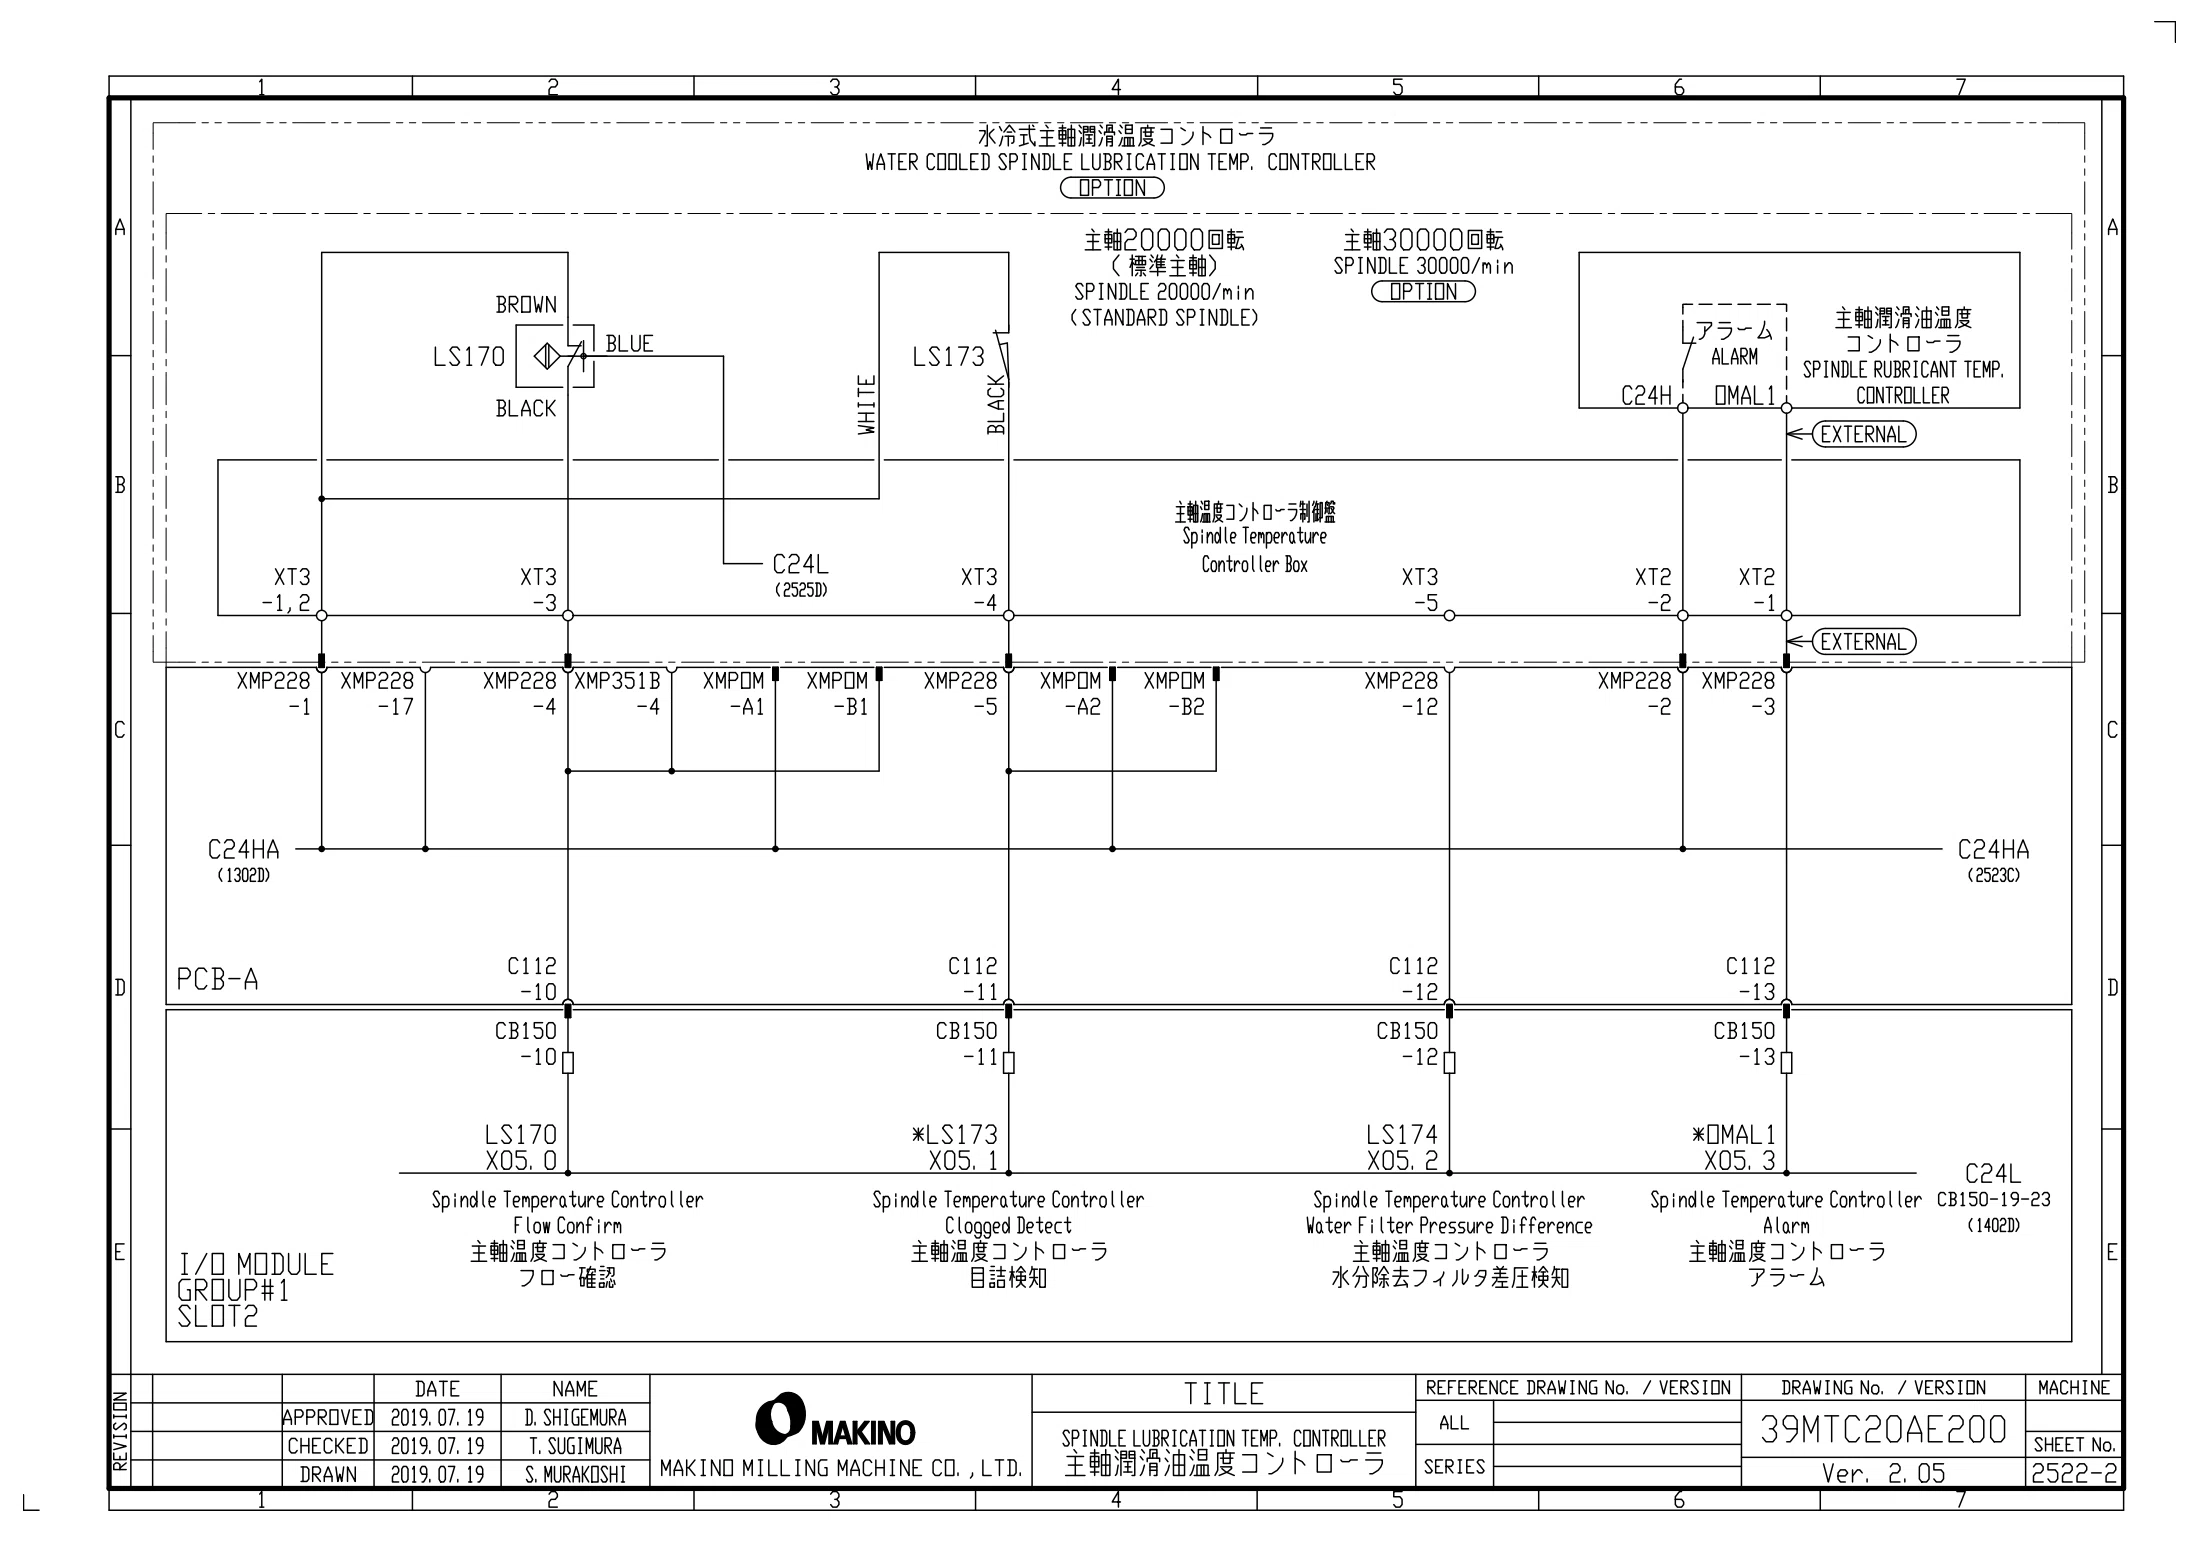 1 2 3 4 5 6 7
水冷式主軸潤滑温度コントローラ
WATER COOLED SPINDLE LUBRICATION TEMP. CONTROLLER
OPTION
A A
主軸20000回転
(標準主軸)
SPINDLE 20000/min
(STANDARD SPINDLE)
主軸30000回転
SPINDLE 30000/min
OPTION
BROWN
LS170
BLUE
BLACK
WHITE
LS173
BLACK
アラーム
ALARM
C24H OMAL1
主軸潤滑油温度
コントローラ
SPINDLE RUBRICANT TEMP.
CONTROLLER
EXTERNAL
B B
主軸温度コントローラ制御盤
Spindle Temperature
Controller Box
C24L
(2525D)
XT3 XT3 XT3 XT3 XT2 XT2
-1,2 -3 -4 -5 -2 -1
EXTERNAL
XMP228 XMP228 XMP228 XMP351B XMPOM XMPOM XMP228 XMPOM XMPOM XMP228 XMP228 XMP228
-1 -17 -4 -4 -A1 -B1 -5 -A2 -B2 -12 -2 -3
C C
C24HA C24HA
(1302D) (2523C)
PCB-A
C112 C112 C112 C112
-10 -11 -12 -13
D D
CB150 CB150 CB150 CB150
-10 -11 -12 -13
LS170 *LS173 LS174 *OMAL1
X05.0 X05.1 X05.2 X05.3
C24L
CB150-19-23
(1402D)
Spindle Temperature Controller
Flow Confirm
主軸温度コントローラ
フロー確認
Spindle Temperature Controller
Clogged Detect
主軸温度コントローラ
目詰検知
Spindle Temperature Controller
Water Filter Pressure Difference
主軸温度コントローラ
水分除去フィルタ差圧検知
Spindle Temperature Controller
Alarm
主軸温度コントローラ
アラーム
E E
I/O MODULE
GROUP#1
SLOT2
REVISION
DATE NAME
APPROVED 2019.07.19 D. SHIGEMURA
CHECKED 2019.07.19 T. SUGIMURA
DRAWN 2019.07.19 S. MURAKOSHI
MAKINO
MAKINO MILLING MACHINE CO.,LTD.
TITLE
SPINDLE LUBRICATION TEMP. CONTROLLER
主軸潤滑油温度コントローラ
REFERENCE DRAWING No. / VERSION
ALL
SERIES
DRAWING No. / VERSION
39MTC20AE200
Ver. 2.05
MACHINE
SHEET No.
2522-2
1 2 3 4 5 6 7